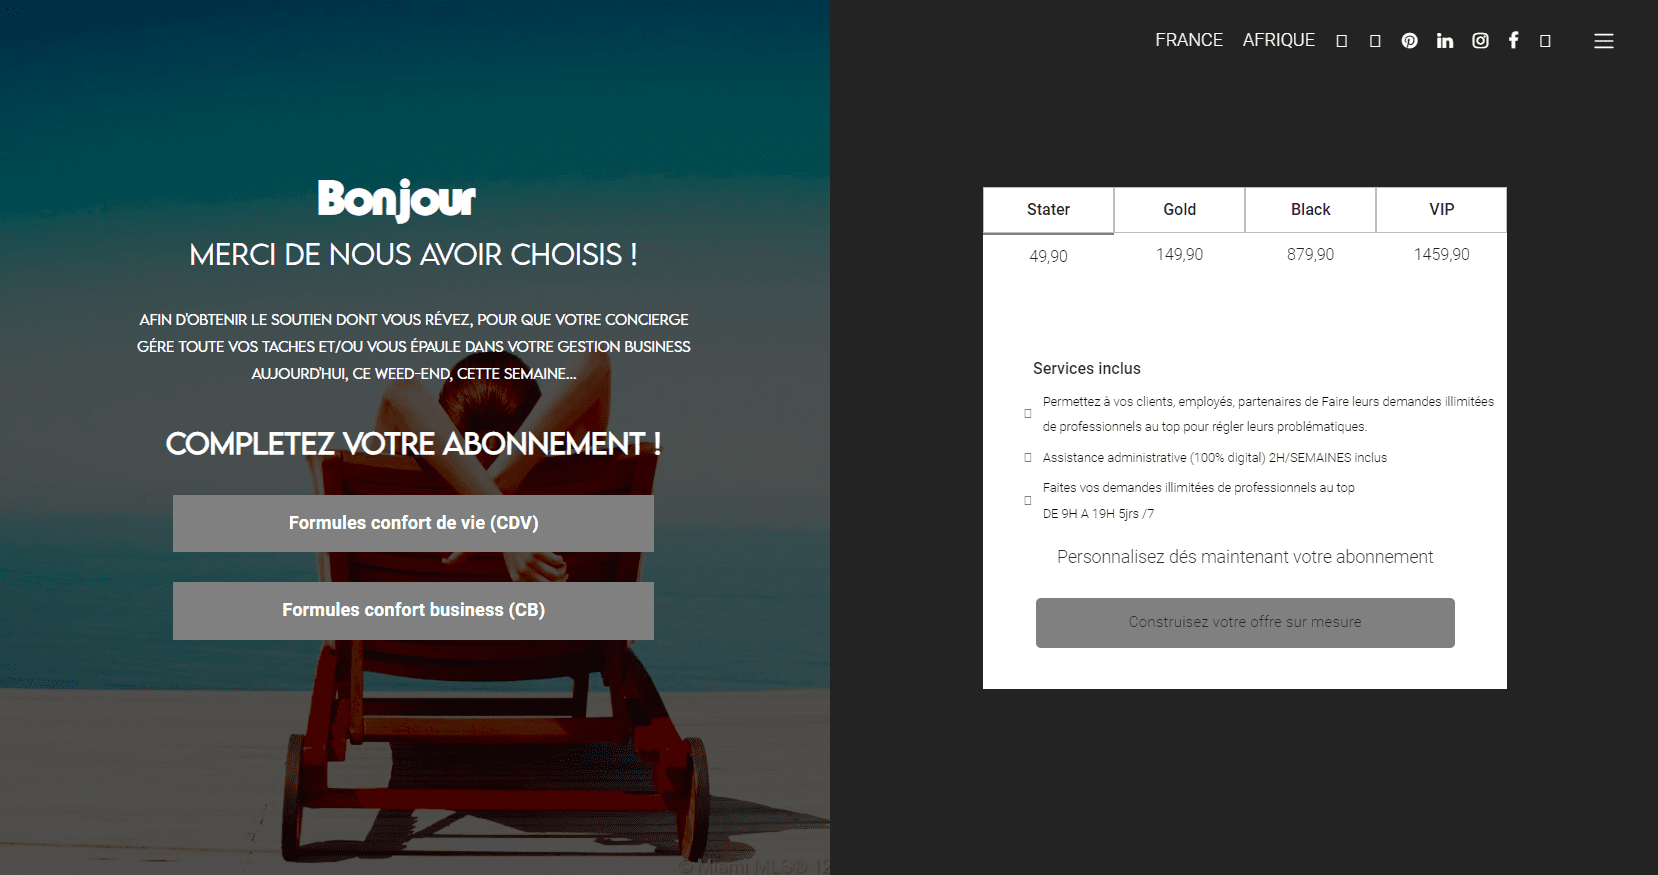 FRANCE AFRIQUE
Bonjour
MERCI DE NOUS AVOIR CHOISIS !
AFIN D'OBTENIR LE SOUTIEN DONT VOUS RÉVEZ, POUR QUE VOTRE CONCIERGE
GÉRE TOUTE VOS TACHES ET/OU VOUS ÉPAULE DANS VOTRE GESTION BUSINESS
AUJOURD'HUI, CE WEED-END, CETTE SEMAINE...
COMPLETEZ VOTRE ABONNEMENT !
Formules confort de vie (CDV)
Formules confort business (CB)
© Miami MLS® 12
Stater Gold Black VIP
49,90 149,90 879,90 1459,90
Services inclus
Permettez à vos clients, employés, partenaires de Faire leurs demandes illimitées
de professionnels au top pour régler leurs problématiques.
Assistance administrative (100% digital) 2H/SEMAINES inclus
Faites vos demandes illimitées de professionnels au top
DE 9H A 19H 5jrs /7
Personnalisez dés maintenant votre abonnement
Construisez votre offre sur mesure